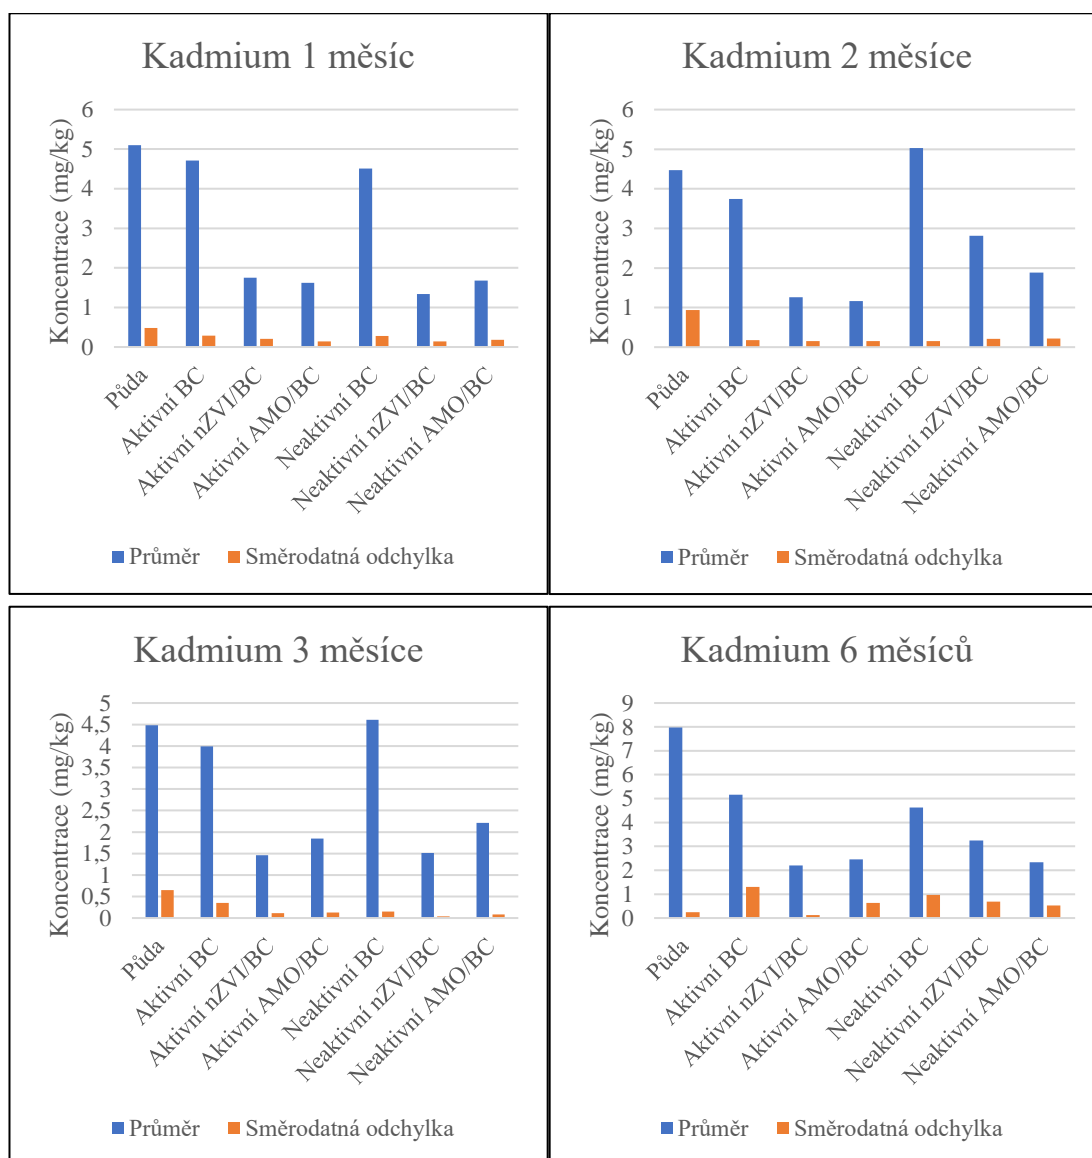 Kadmium 1 měsíc
Koncentrace (mg/kg)
6
5
4
3
2
1
0
Půda
Aktivní BC
Aktivní nZVI/BC
Aktivní AMO/BC
Neaktivní BC
Neaktivní nZVI/BC
Neaktivní AMO/BC
Průměr Směrodatná odchylka
Kadmium 2 měsíce
Koncentrace (mg/kg)
6
5
4
3
2
1
0
Půda
Aktivní BC
Aktivní nZVI/BC
Aktivní AMO/BC
Neaktivní BC
Neaktivní nZVI/BC
Neaktivní AMO/BC
Průměr Směrodatná odchylka
Kadmium 3 měsíce
Koncentrace (mg/kg)
5
4,5
4
3,5
3
2,5
2
1,5
1
0,5
0
Půda
Aktivní BC
Aktivní nZVI/BC
Aktivní AMO/BC
Neaktivní BC
Neaktivní nZVI/BC
Neaktivní AMO/BC
Průměr Směrodatná odchylka
Kadmium 6 měsíců
Koncentrace (mg/kg)
9
8
7
6
5
4
3
2
1
0
Půda
Aktivní BC
Aktivní nZVI/BC
Aktivní AMO/BC
Neaktivní BC
Neaktivní nZVI/BC
Neaktivní AMO/BC
Průměr Směrodatná odchylka